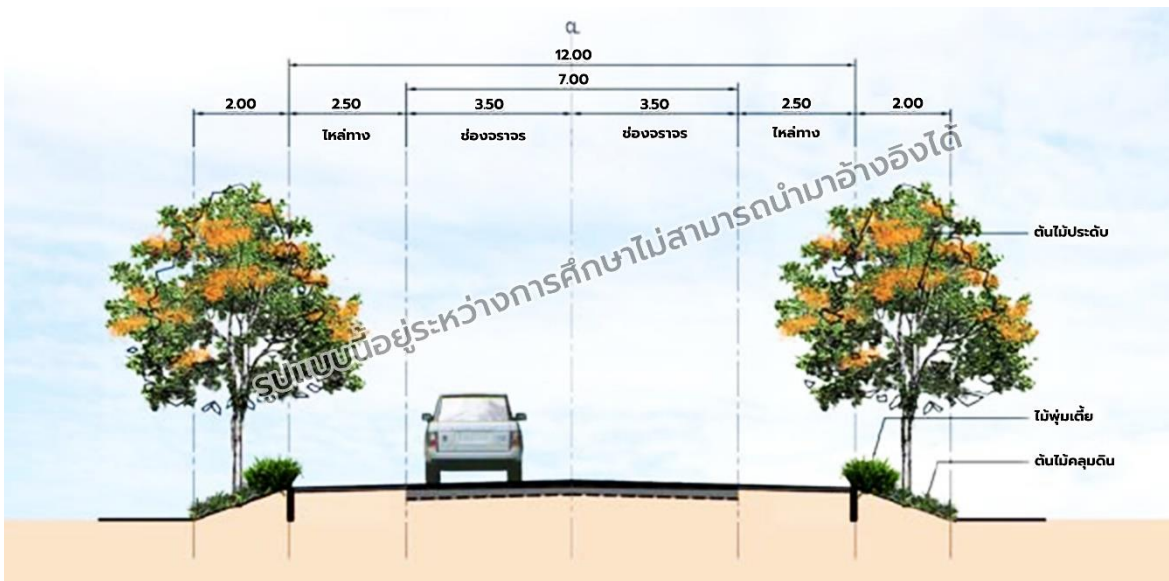 ℄
12.00
7.00
2.00 2.50 3.50 3.50 2.50 2.00
ไหล่ทาง ช่องจราจร ช่องจราจร ไหล่ทาง
รูปแบบนี้อยู่ระหว่างการศึกษาไม่สามารถนำมาอ้างอิงได้
ต้นไม้ประดับ
ไม้พุ่มเตี้ย
ต้นไม้คลุมดิน